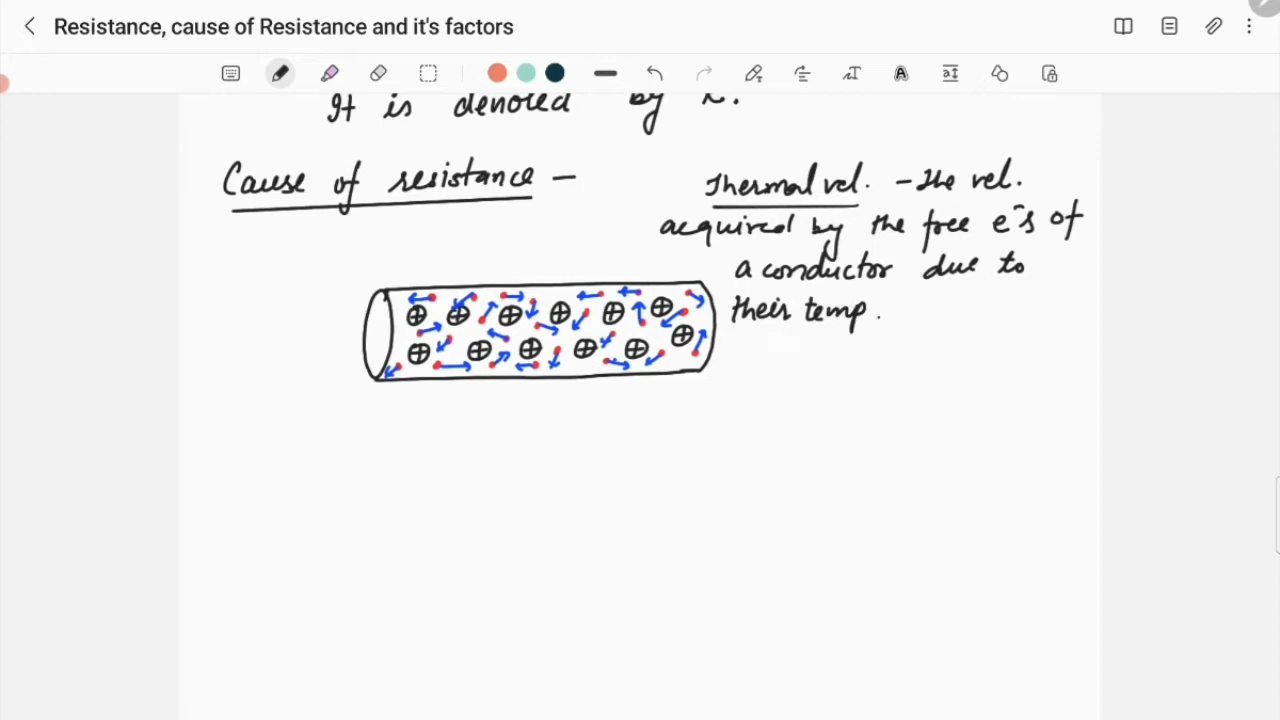 Resistance, cause of Resistance and it's factors
It is denoted by
Cause of resistance –
Thermal vel. – The vel.
acquired by the free e⁻s of
a conductor due to
their temp.